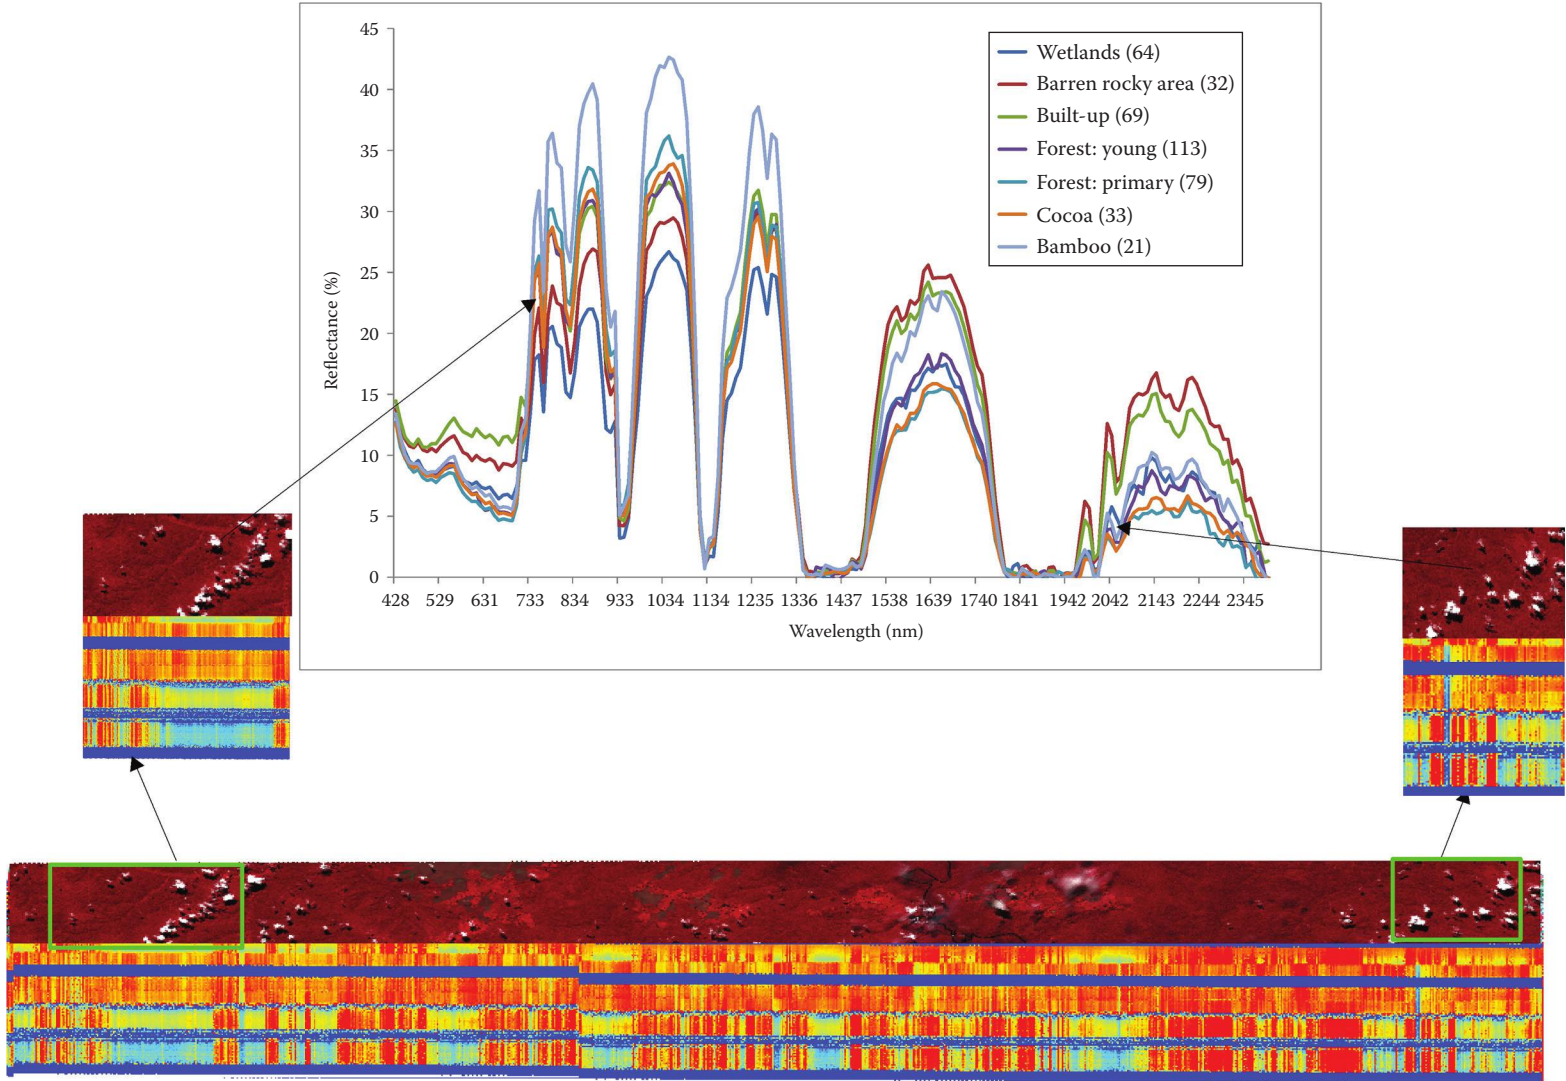 45
40
35
30
25
20
15
10
5
0
Reflectance (%)
Wetlands (64)
Barren rocky area (32)
Built-up (69)
Forest: young (113)
Forest: primary (79)
Cocoa (33)
Bamboo (21)
428 529 631 733 834 933 1034 1134 1235 1336 1437 1538 1639 1740 1841 1942 2042 2143 2244 2345
Wavelength (nm)